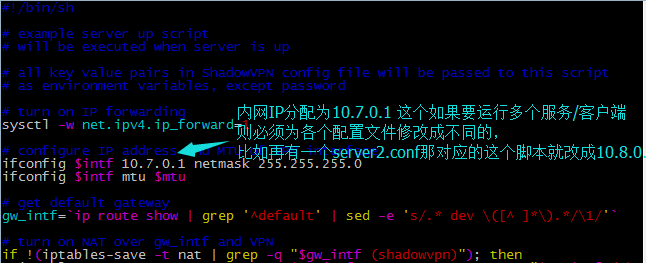 #!/bin/sh
# example server up script
# will be executed when server is up
# all key value pairs in ShadowVPN config file will be passed to this script
# as environment variables, except password
# turn on IP forwarding
sysctl -w net.ipv4.ip_forward=1
内网IP分配为10.7.0.1 这个如果要运行多个服务/客户端
则必须为各个配置文件修改成不同的,
比如再有一个server2.conf那对应的这个脚本就改成10.8.0.
# configure IP address and MTU
ifconfig $intf 10.7.0.1 netmask 255.255.255.0
ifconfig $intf mtu $mtu
# get default gateway
gw_intf=`ip route show | grep '^default' | sed -e 's/.* dev \([^ ]*\).*/\1/'`
# turn on NAT over gw_intf and VPN
if !(iptables-save -t nat | grep -q "$gw_intf (shadowvpn)"); then